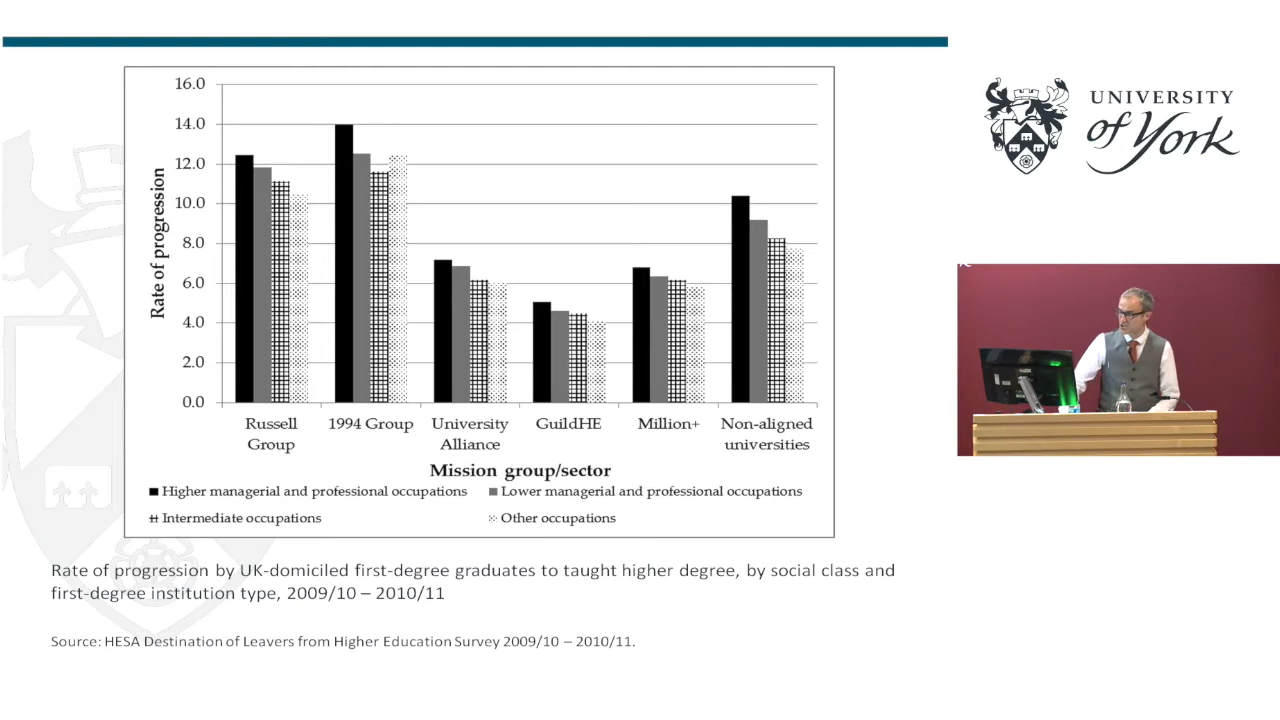 16.0
14.0
12.0
10.0
8.0
6.0
4.0
2.0
0.0
Rate of progression
Russell Group
1994 Group
University Alliance
GuildHE
Million+
Non-aligned universities
Mission group/sector
Higher managerial and professional occupations
Lower managerial and professional occupations
Intermediate occupations
Other occupations
Rate of progression by UK-domiciled first-degree graduates to taught higher degree, by social class and
first-degree institution type, 2009/10 – 2010/11
Source: HESA Destination of Leavers from Higher Education Survey 2009/10 – 2010/11.
UNIVERSITY
of York